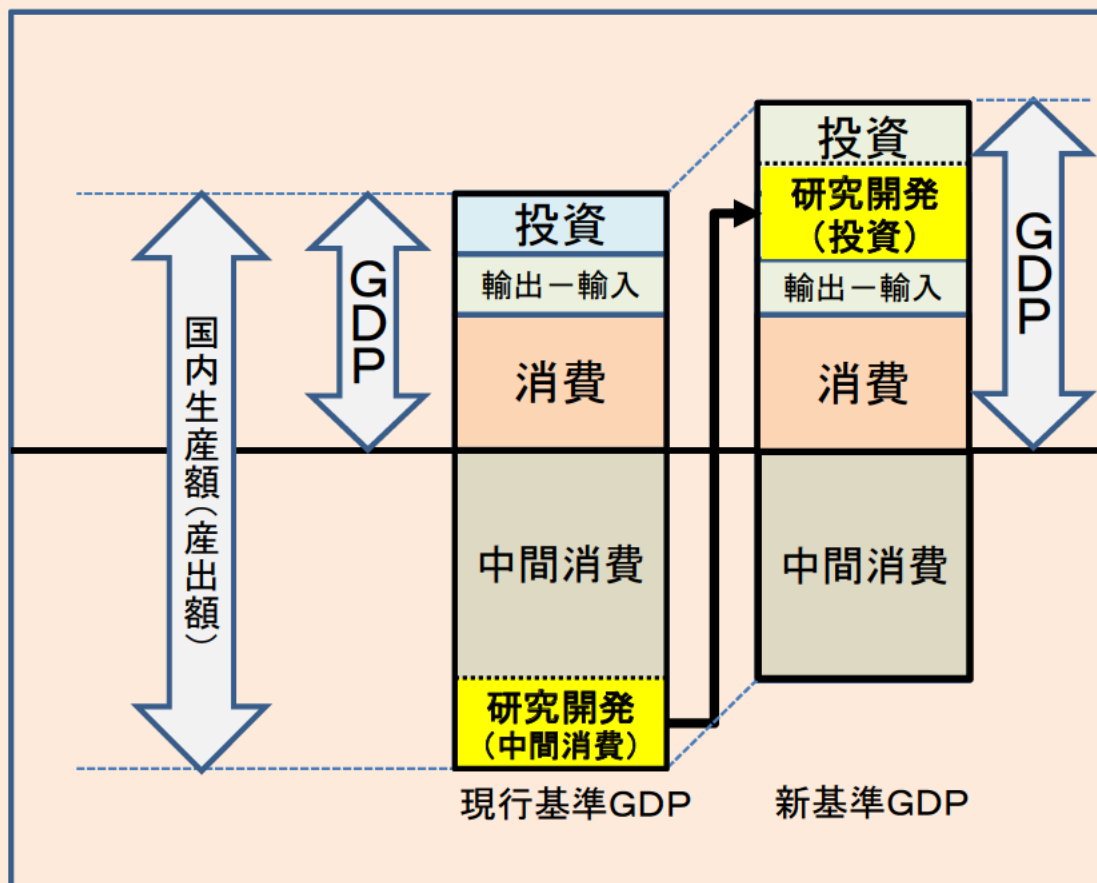 国内生産額(産出額)
GDP
投資
輸出－輸入
消費
中間消費
研究開発
(中間消費)
現行基準GDP
投資
研究開発
(投資)
輸出－輸入
消費
中間消費
新基準GDP
GDP